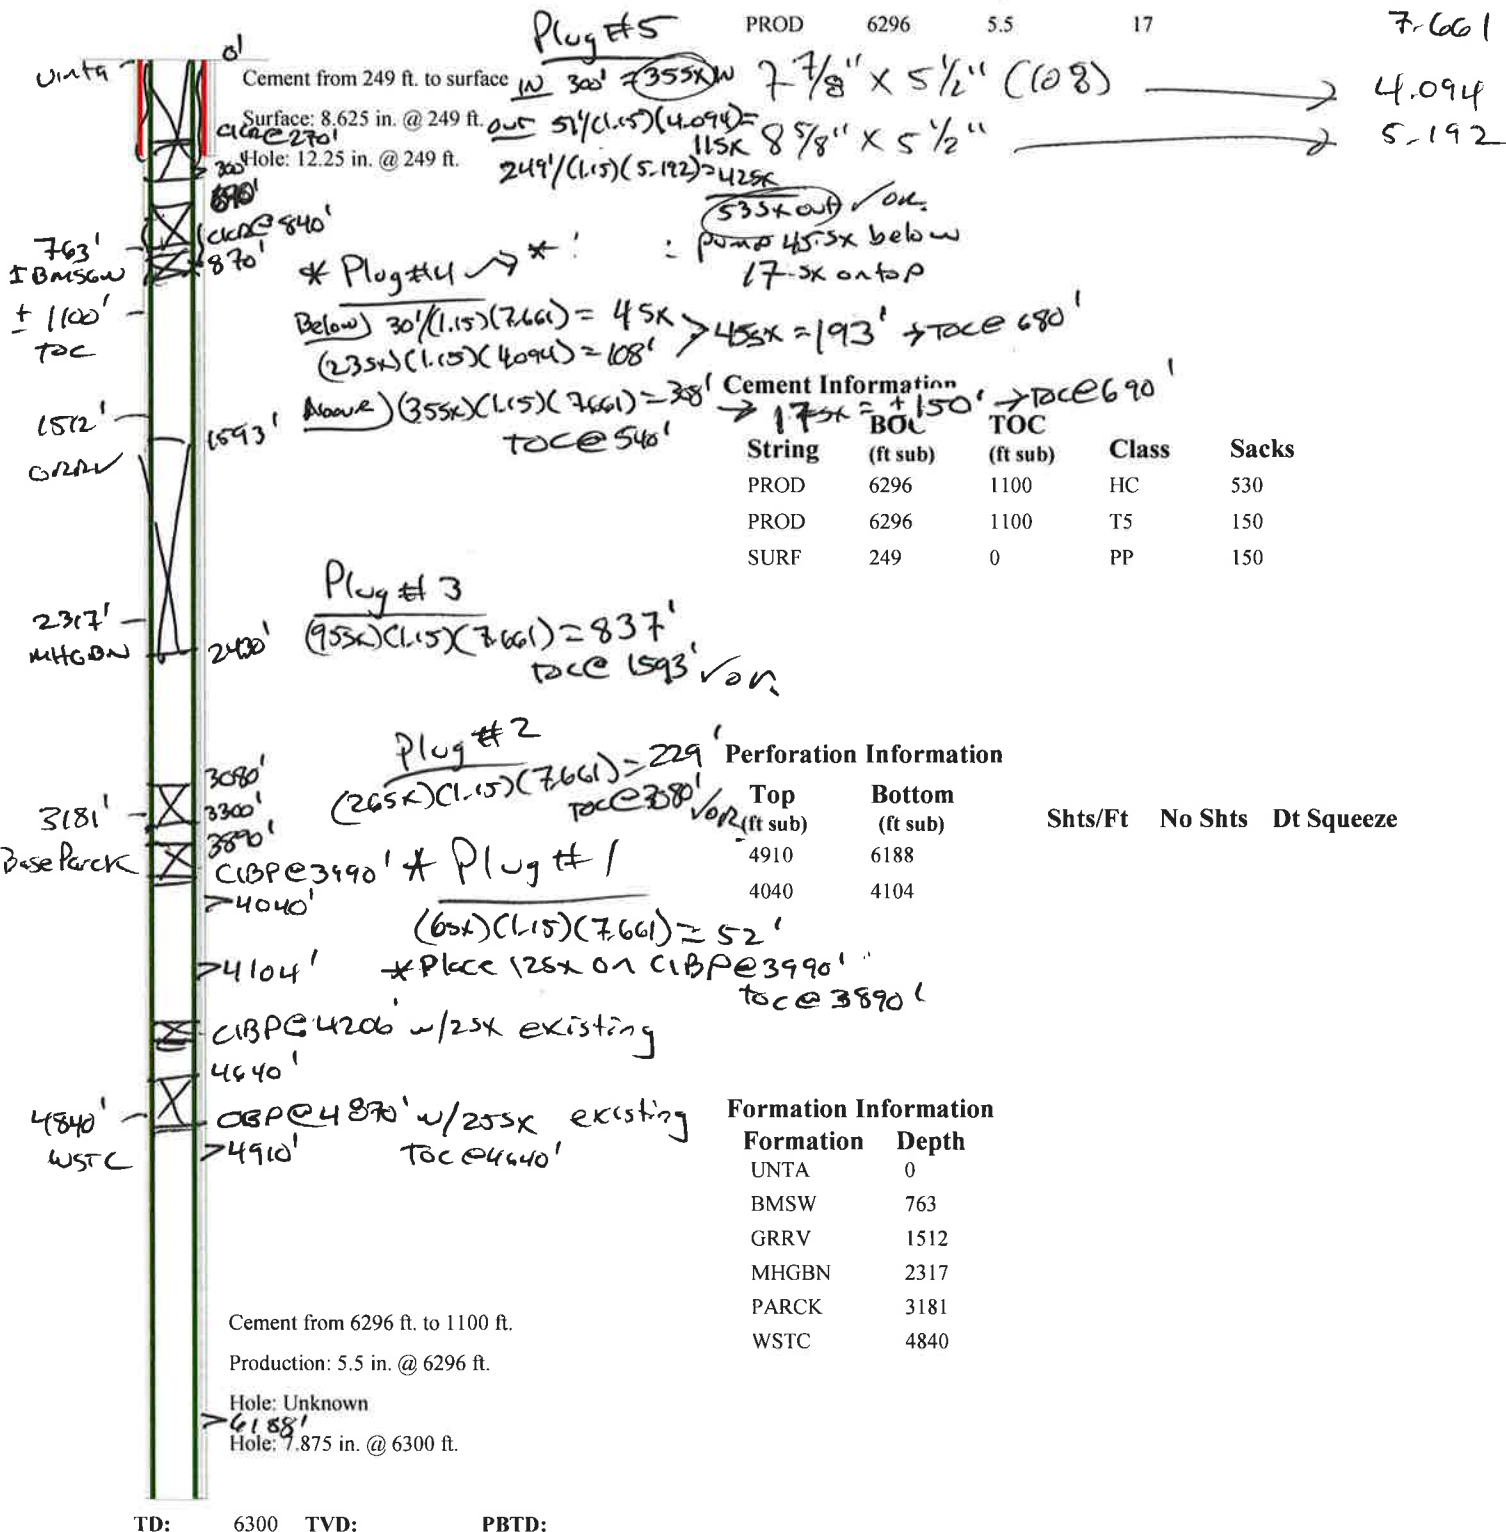 PROD 6296 5.5 17 7.661
Plug #5
Uinta
0'
Cement from 249 ft. to surface
IN 300' = 35sx IN 7 7/8" X 5 1/2" (108) → 4.094
Surface: 8.625 in. @ 249 ft.
CICR@270'
out 51'/(1.15)(4.094)=
11sx 8 5/8" X 5 1/2" → 5.192
300'
Hole: 12.25 in. @ 249 ft.
249'/(1.15)(5.192)=42sx
690'
53sx out ✓ OK.
CICR@840'
: pump 45.5x below
17-sx on top
763'
± BMSGW
870'
* Plug #4 → *
± 1100'
TOC
Below) 30'/(1.15)(7.661) = 4 SX
> 45sx = 193' → TOC@ 680'
(23sx)(1.15)(4.094) = 108'
Above) (35sx)(1.15)(7.661) = 308'
→ 17sx = ± 150' → TOC@690'
TOC@ 540'
Cement Information
String BOC (ft sub) TOC (ft sub) Class Sacks
PROD 6296 1100 HC 530
PROD 6296 1100 T5 150
SURF 249 0 PP 150
1512'
GRRV
1593'
Plug # 3
2317'
MHGBN
2430'
(95sx)(1.15)(7.661) = 837'
TOC@ 1593' ✓ OK.
Plug #2
(26sx)(1.15)(7.661) = 229'
TOC@3080' ✓ OK.
3080'
3181'
3300'
Base Parck
3890'
Perforation Information
Top (ft sub) Bottom (ft sub) Shts/Ft No Shts Dt Squeeze
4910 6188
4040 4104
CIBP@3990' * Plug # 1
>4040'
(6sx)(1.15)(7.661) = 52'
>4104'
* Place 12sx on CIBP@3990'
TOC@ 3890'
CIBP@ 4206' w/2sx existing
4640'
4840'
WSTC
CIBP@4870' w/25sx existing
>4910'
TOC@4640'
Formation Information
Formation Depth
UNTA 0
BMSW 763
GRRV 1512
MHGBN 2317
PARCK 3181
WSTC 4840
Cement from 6296 ft. to 1100 ft.
Production: 5.5 in. @ 6296 ft.
Hole: Unknown
>6188'
Hole: 7.875 in. @ 6300 ft.
TD: 6300 TVD: PBTD: